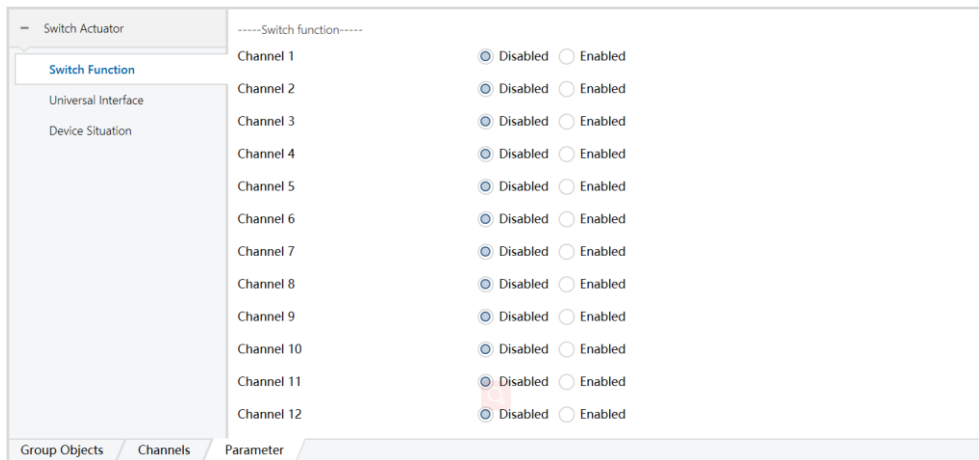 Switch Actuator
Switch Function
Universal Interface
Device Situation
-----Switch function-----
Channel 1 Disabled Enabled
Channel 2 Disabled Enabled
Channel 3 Disabled Enabled
Channel 4 Disabled Enabled
Channel 5 Disabled Enabled
Channel 6 Disabled Enabled
Channel 7 Disabled Enabled
Channel 8 Disabled Enabled
Channel 9 Disabled Enabled
Channel 10 Disabled Enabled
Channel 11 Disabled Enabled
Channel 12 Disabled Enabled
Group Objects Channels Parameter